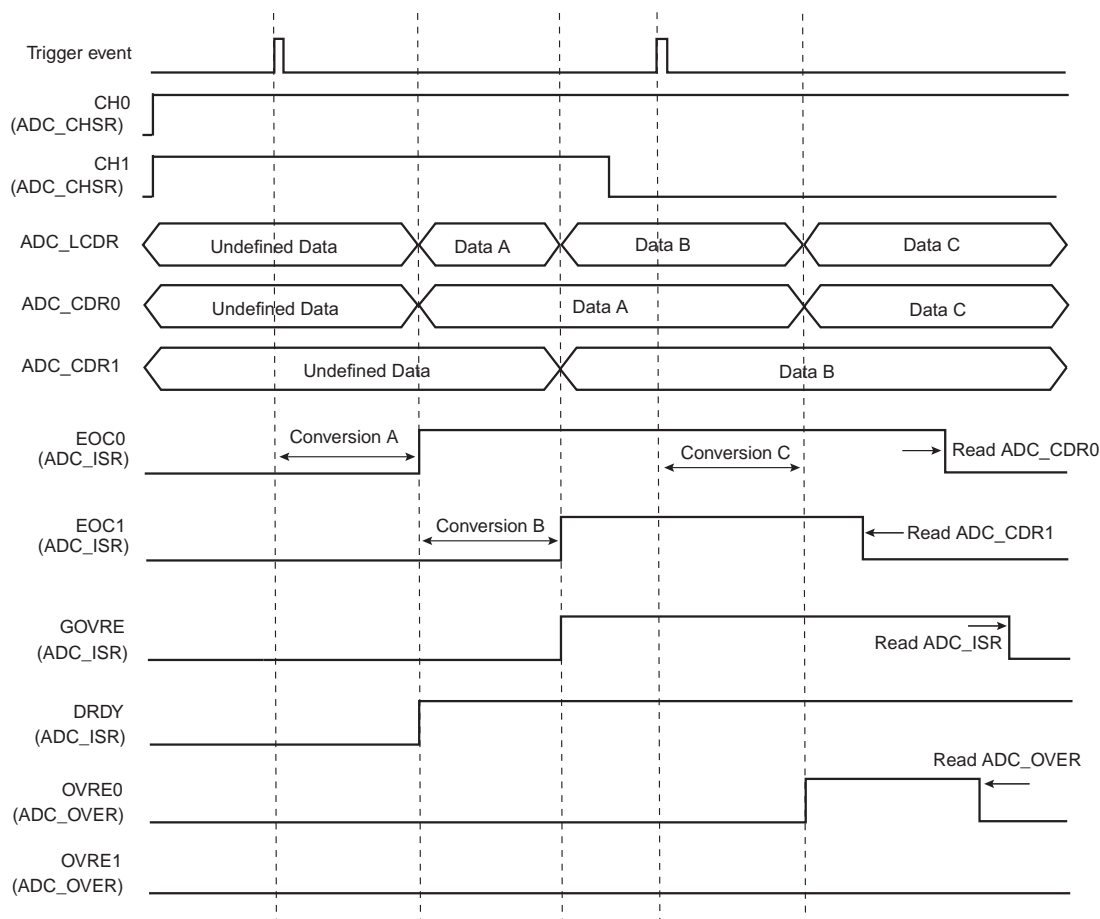 Trigger event
CH0
(ADC_CHSR)
CH1
(ADC_CHSR)
ADC_LCDR
Undefined Data
Data A
Data B
Data C
ADC_CDR0
Undefined Data
Data A
Data C
ADC_CDR1
Undefined Data
Data B
EOC0
(ADC_ISR)
Conversion A
Conversion C
Read ADC_CDR0
EOC1
(ADC_ISR)
Conversion B
Read ADC_CDR1
GOVRE
(ADC_ISR)
Read ADC_ISR
DRDY
(ADC_ISR)
Read ADC_OVER
OVRE0
(ADC_OVER)
OVRE1
(ADC_OVER)